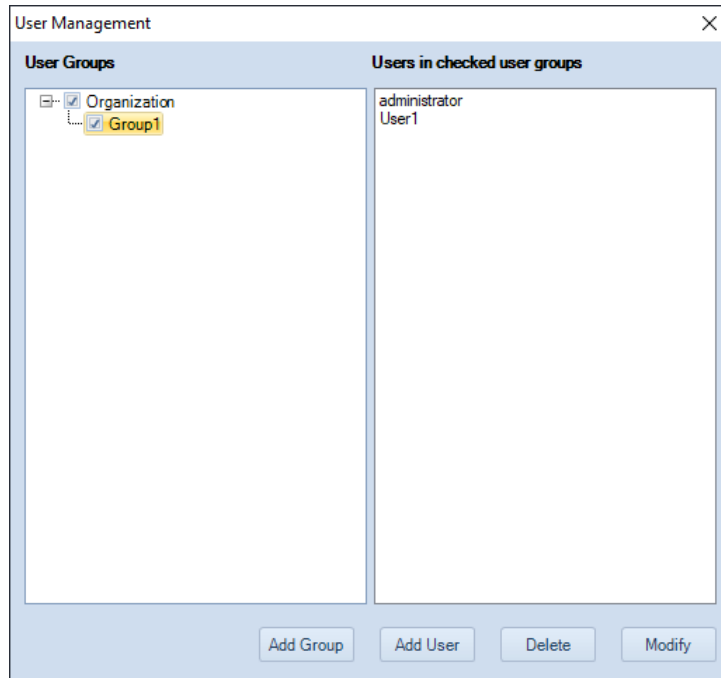 User Management
User Groups
Users in checked user groups
Organization
Group1
administrator
User1
Add Group
Add User
Delete
Modify